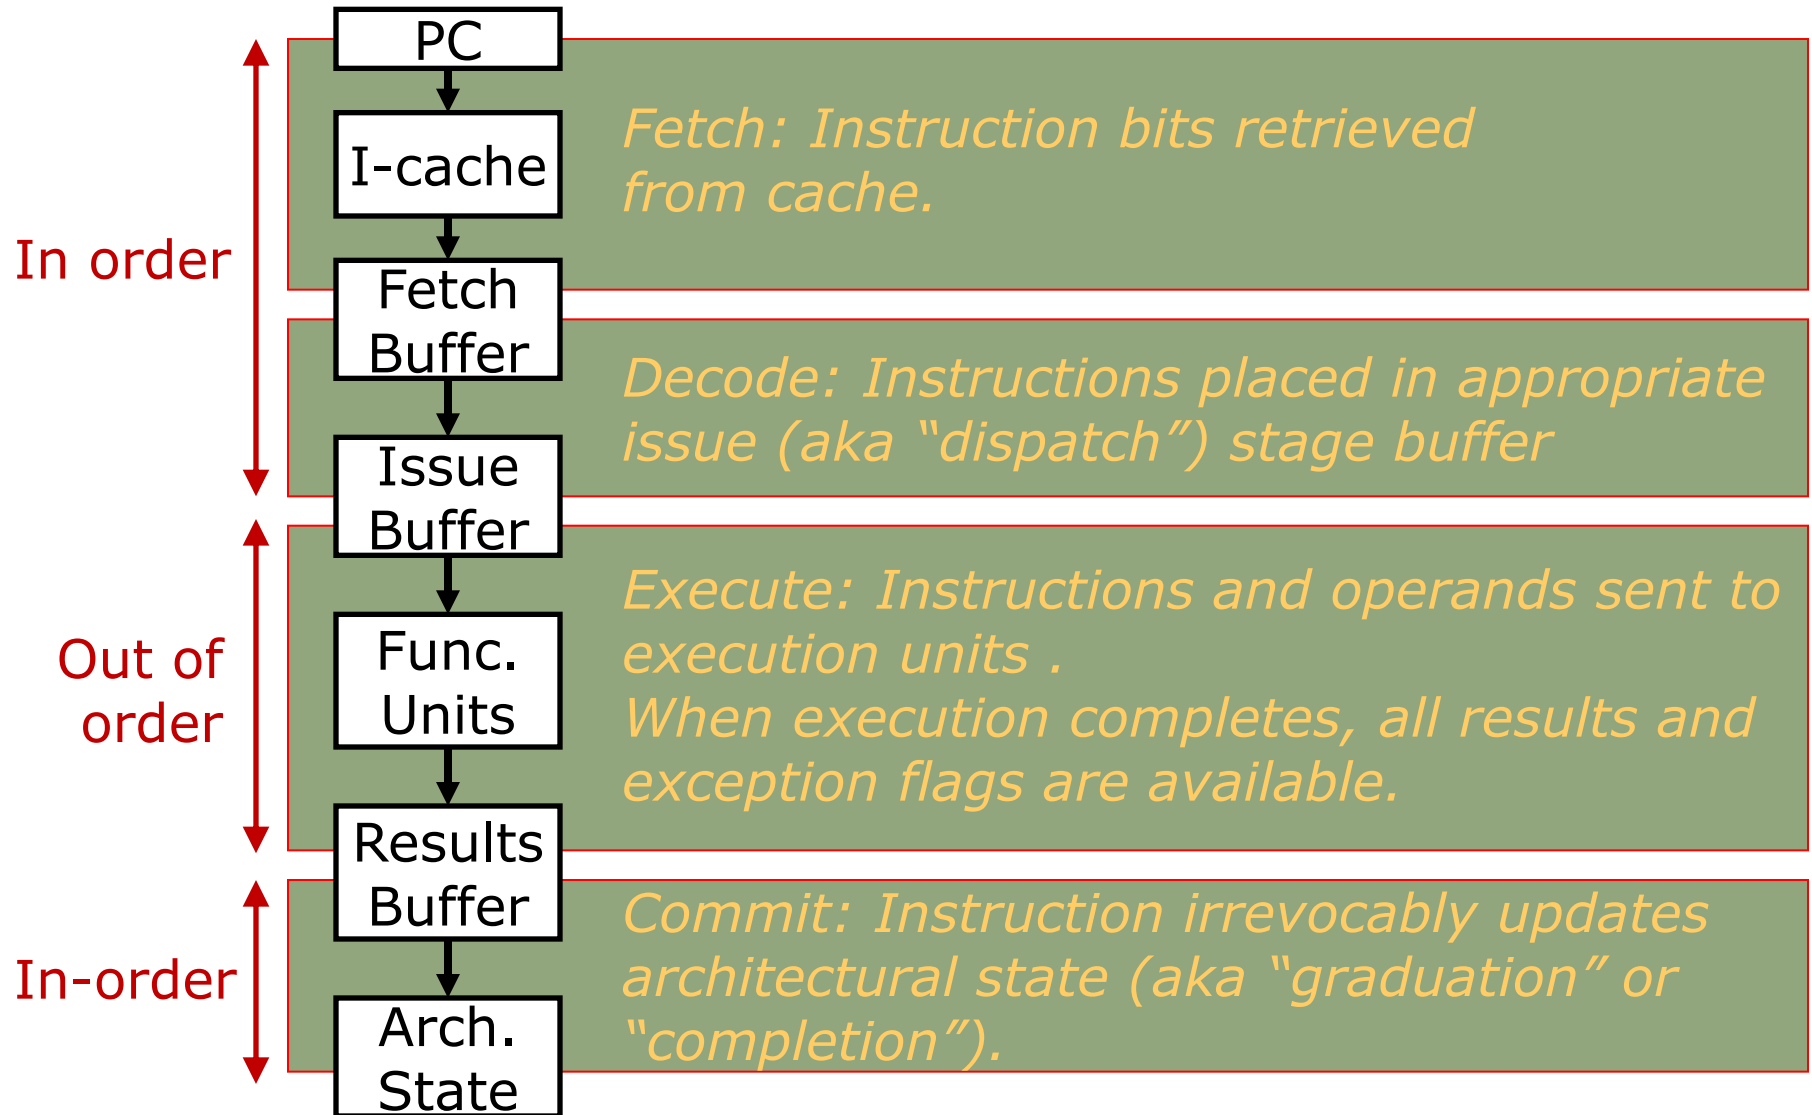 PC
I-cache
Fetch: Instruction bits retrieved
from cache.
In order
Fetch
Buffer
Decode: Instructions placed in appropriate
issue (aka “dispatch”) stage buffer
Issue
Buffer
Execute: Instructions and operands sent to
execution units .
When execution completes, all results and
exception flags are available.
Out of
order
Func.
Units
Results
Buffer
Commit: Instruction irrevocably updates
architectural state (aka “graduation” or
“completion”).
In-order
Arch.
State